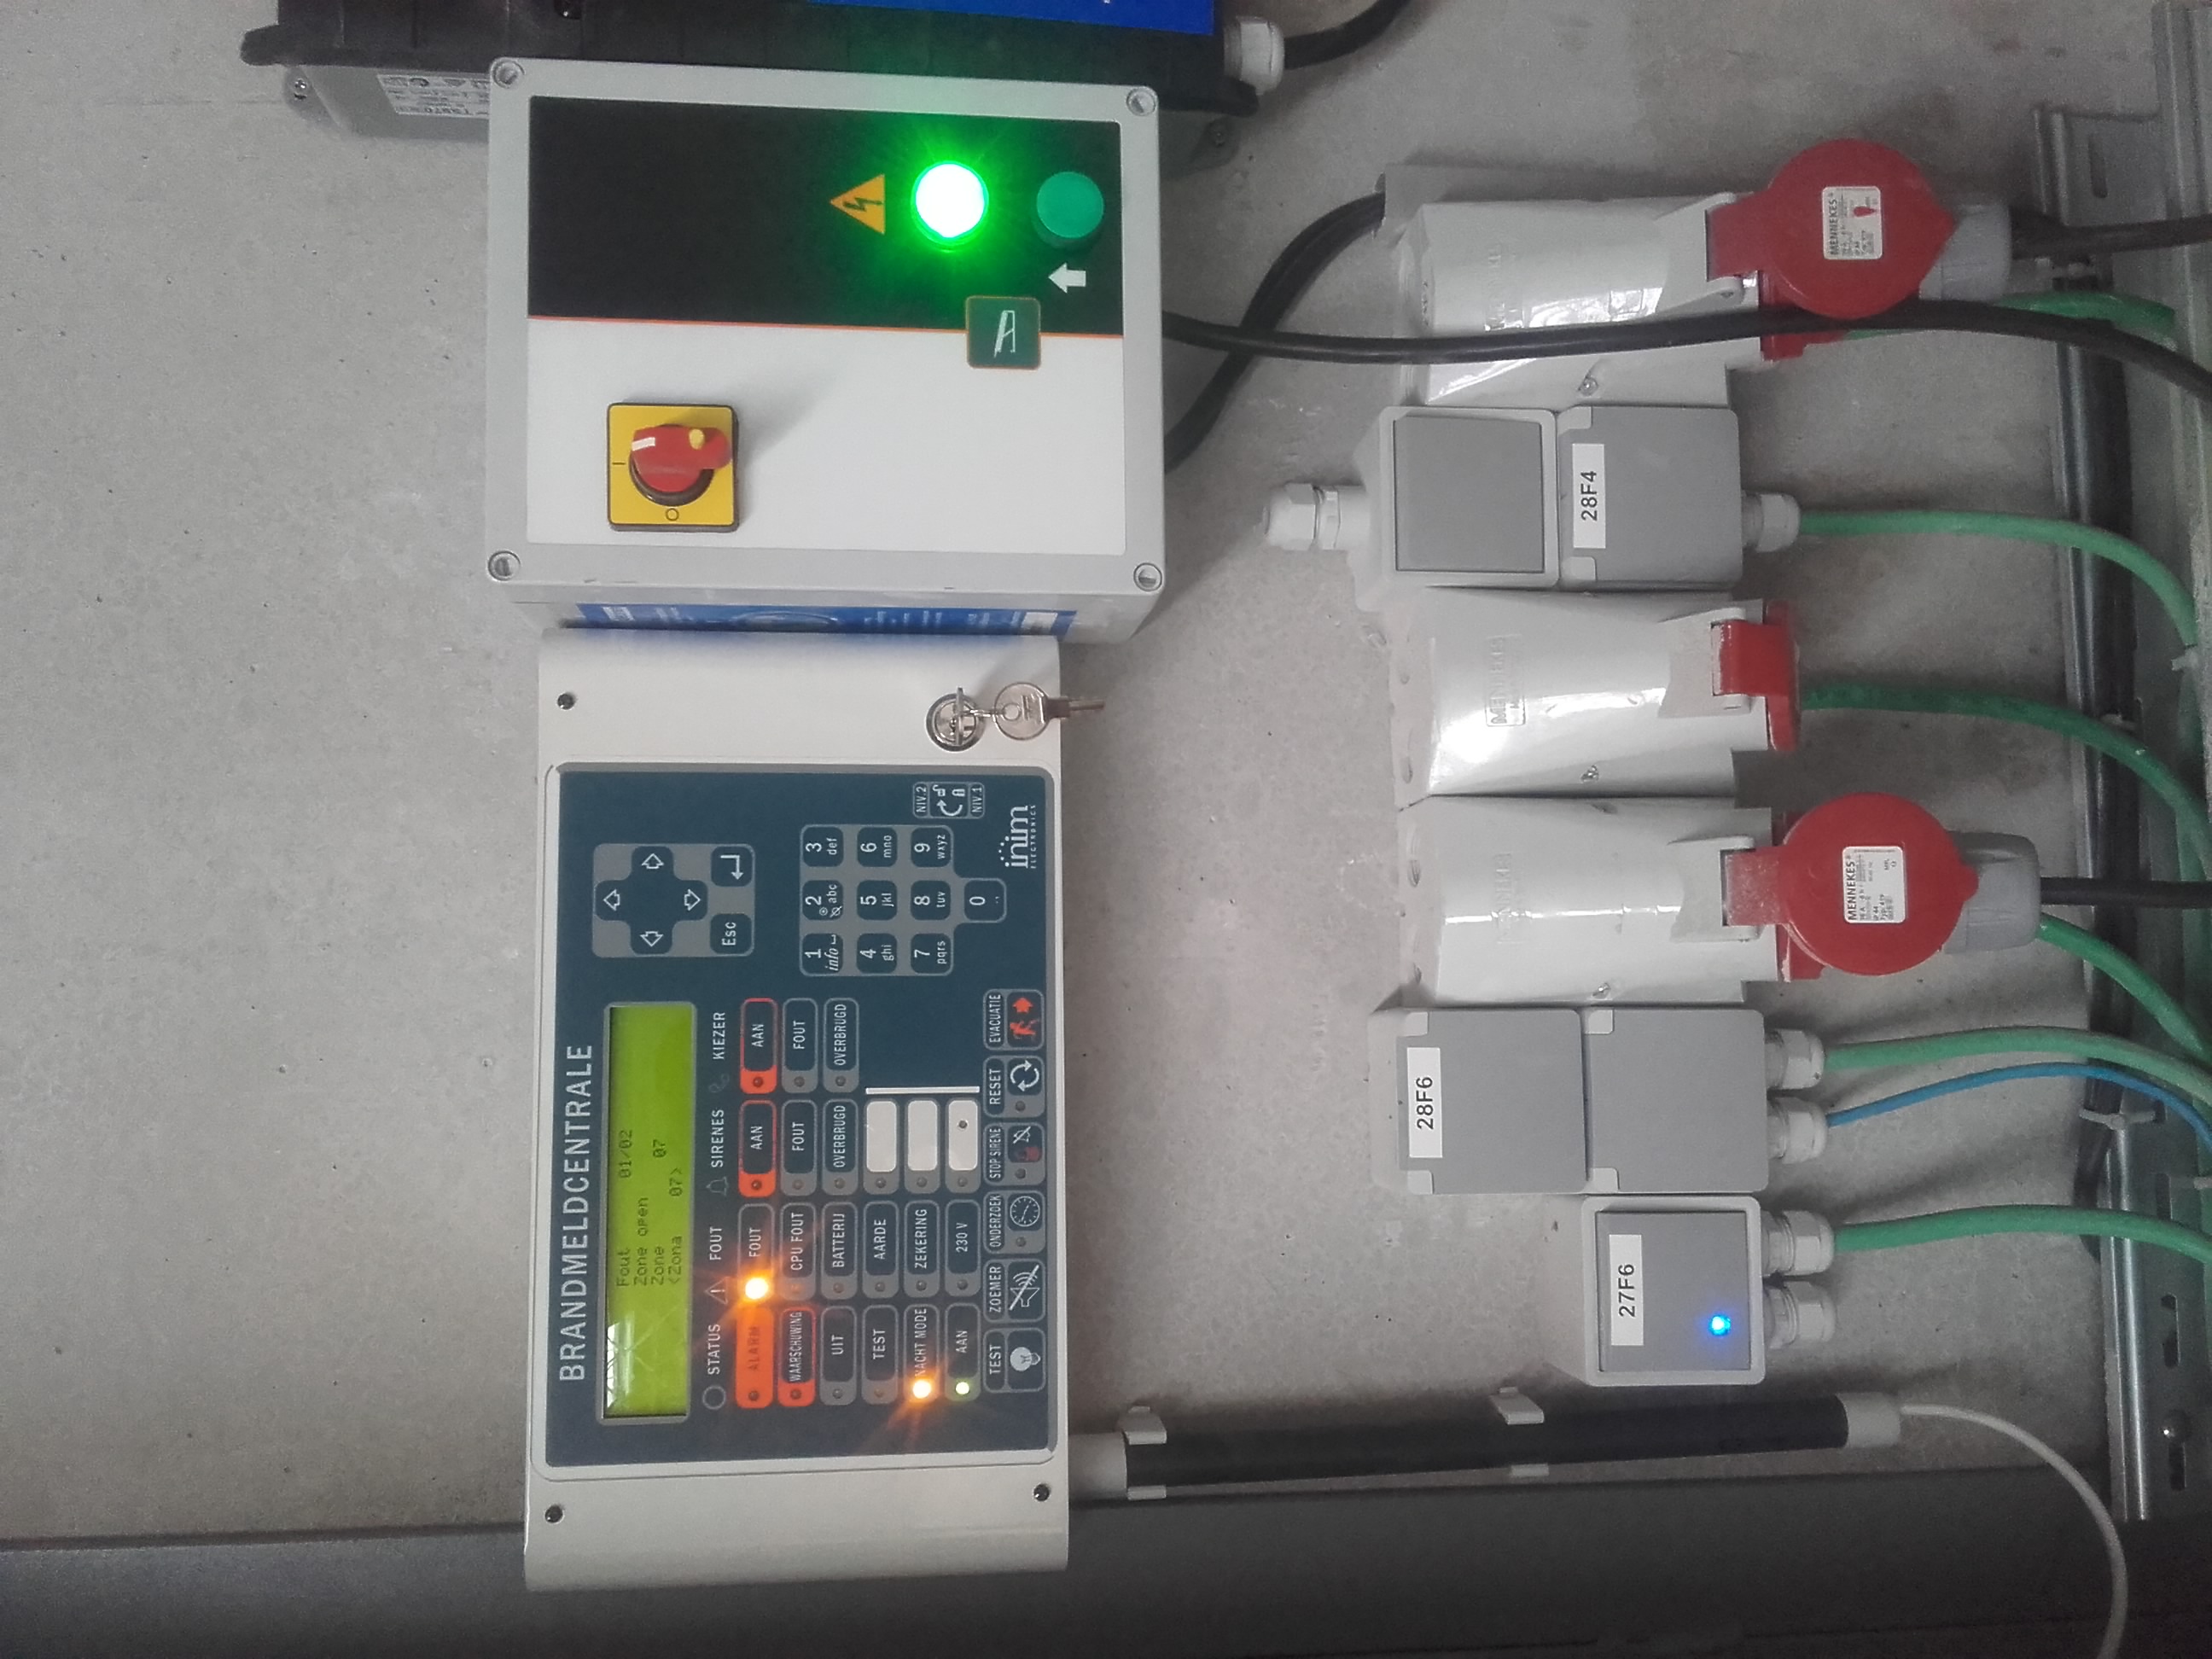 BRANDMELDCENTRALE
Fout 01/02
Zone open
Zone 07
<Zona 07>
STATUS FOUT SIRENES KIEZER
ALARM FOUT AAN AAN
WAARSCHUWING CPU FOUT FOUT FOUT
UIT BATTERIJ OVERBRUGD OVERBRUGD
TEST AARDE
NACHT MODE ZEKERING
AAN 230 V
TEST ZOEMER ONDERZOEK STOP SIRENE RESET EVACUATIE
Esc
1 2 3
info abc def
4 5 6
ghi jkl mno
7 8 9
pqrs tuv wxyz
0
NIV.2
NIV.1
inim
ELECTRONICS
I
O
28F6
MENNEKES
MENNEKES
27F6
28F4
MENNEKES
MENNEKES